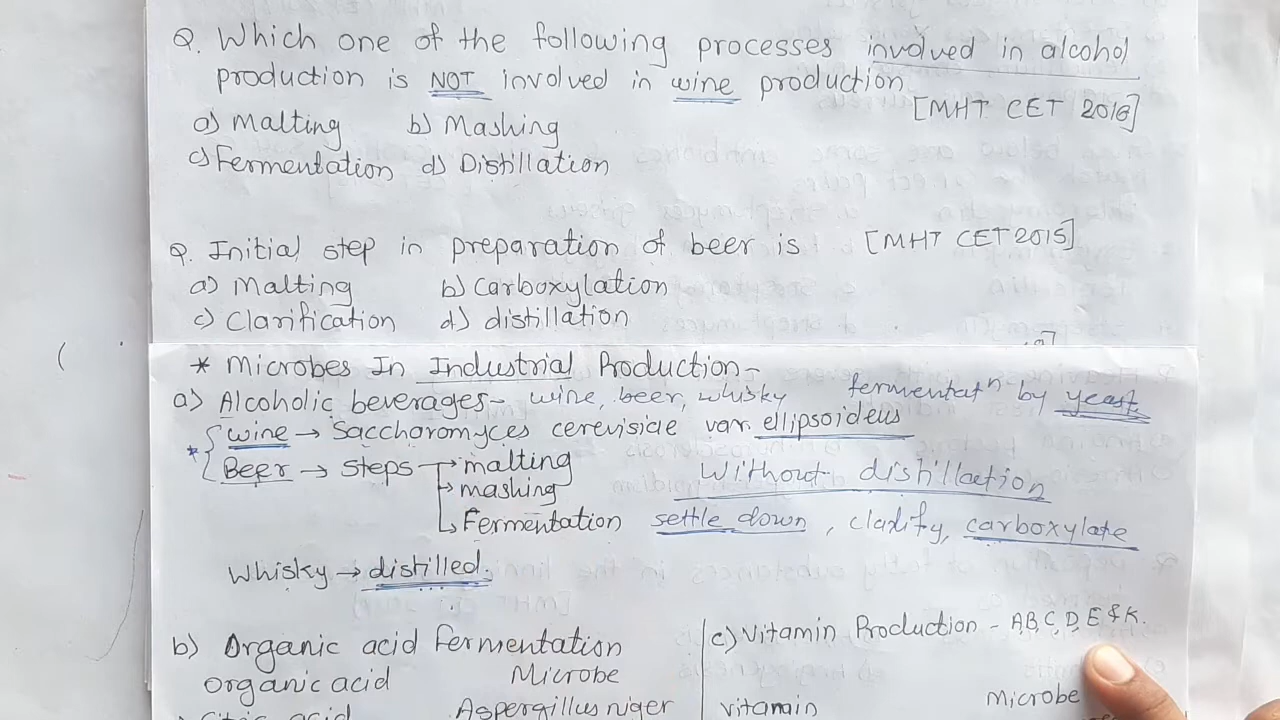 Q. Which one of the following processes involved in alcohol
production is NOT involved in wine production
[MHT CET 2016]
a) Malting b) Mashing
c) Fermentation d) Distillation
Q. Initial step in preparation of beer is [MHT CET 2015]
a) Malting b) carboxylation
c) Clarification d) distillation
* Microbes In Industrial Production-
a) Alcoholic beverages- wine, beer, whisky fermentatn by yeast
* wine → Saccharomyces cerevisiae var. ellipsoideus
Beer → Steps → malting without distillation
→ mashing
→ Fermentation settle down, clarify, carboxylate
Whisky → distilled.
b) Organic acid fermentation
c) Vitamin Production - A,B,C,D,E & K.
Organic acid Microbe
Vitamin Microbe
Citric acid Aspergillus niger